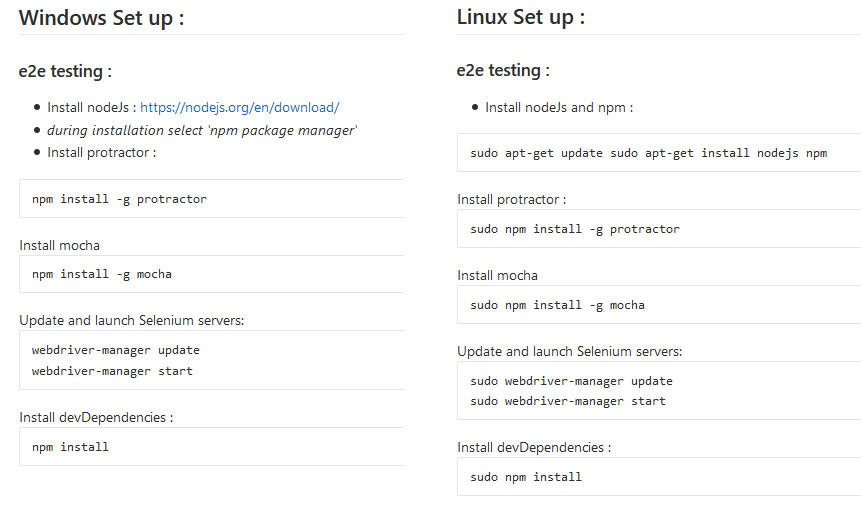 Windows Set up :
e2e testing :
Install nodeJs : https://nodejs.org/en/download/
during installation select 'npm package manager'
Install protractor :
npm install -g protractor
Install mocha
npm install -g mocha
Update and launch Selenium servers:
webdriver-manager update
webdriver-manager start
Install devDependencies :
npm install
Linux Set up :
e2e testing :
Install nodeJs and npm :
sudo apt-get update sudo apt-get install nodejs npm
Install protractor :
sudo npm install -g protractor
Install mocha
sudo npm install -g mocha
Update and launch Selenium servers:
sudo webdriver-manager update
sudo webdriver-manager start
Install devDependencies :
sudo npm install